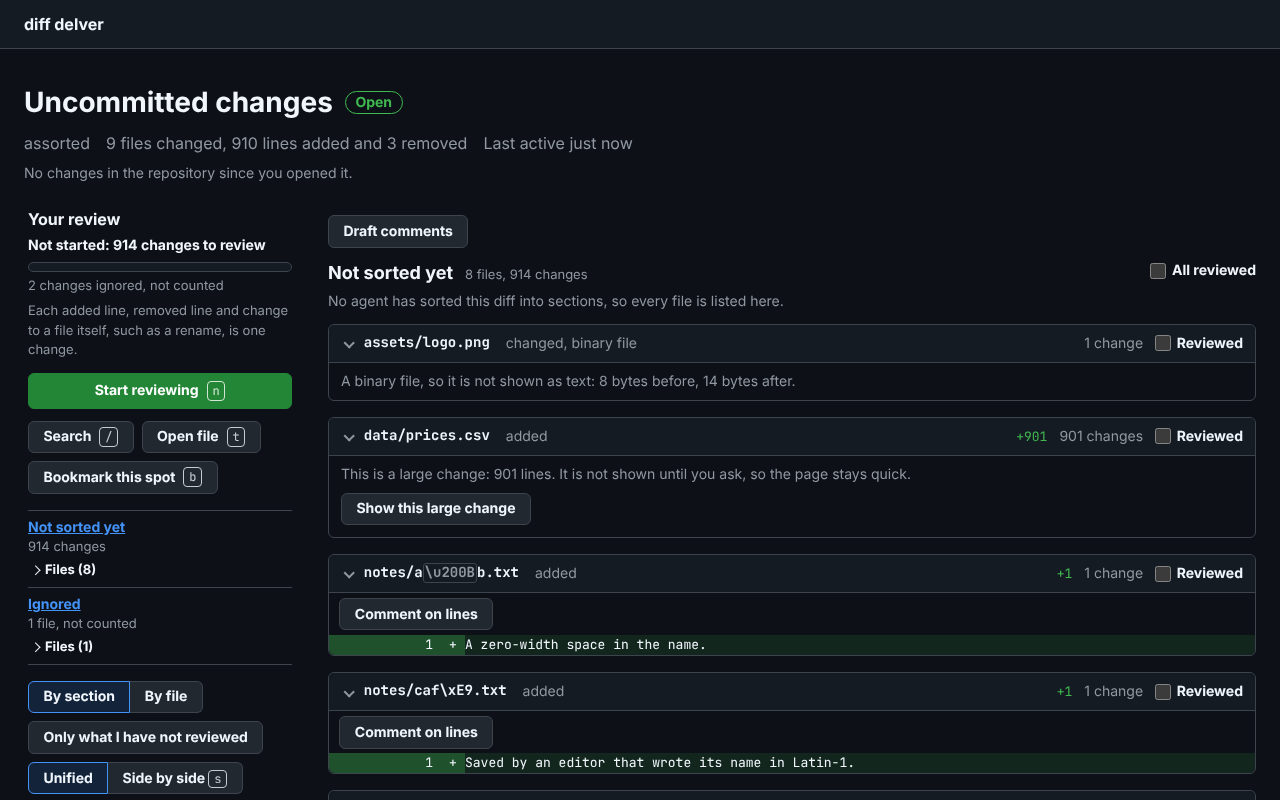 diff delver
Uncommitted changes Open
assorted 9 files changed, 910 lines added and 3 removed Last active just now
No changes in the repository since you opened it.
Your review
Not started: 914 changes to review
2 changes ignored, not counted
Each added line, removed line and change
to a file itself, such as a rename, is one
change.
Start reviewing n
Search / Open file t
Bookmark this spot b
Not sorted yet
914 changes
Files (8)
Ignored
1 file, not counted
Files (1)
By section By file
Only what I have not reviewed
Unified Side by side s
Draft comments
Not sorted yet 8 files, 914 changes All reviewed
No agent has sorted this diff into sections, so every file is listed here.
assets/logo.png changed, binary file 1 change Reviewed
A binary file, so it is not shown as text: 8 bytes before, 14 bytes after.
data/prices.csv added +901 901 changes Reviewed
This is a large change: 901 lines. It is not shown until you ask, so the page stays quick.
Show this large change
notes/a\u200Bb.txt added +1 1 change Reviewed
Comment on lines
1 + A zero-width space in the name.
notes/caf\xE9.txt added +1 1 change Reviewed
Comment on lines
1 + Saved by an editor that wrote its name in Latin-1.